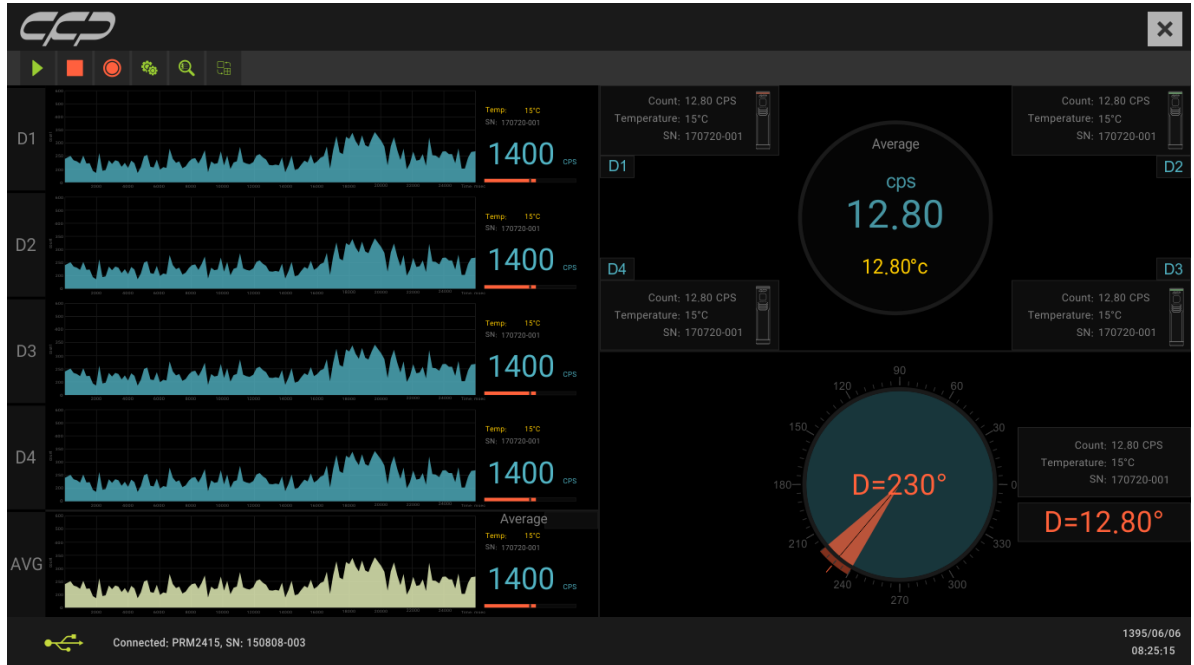 CFP
D1
Temp: 15°C
SN: 170720-001
1400 CPS
D2
Temp: 15°C
SN: 170720-001
1400 CPS
D3
Temp: 15°C
SN: 170720-001
1400 CPS
D4
Temp: 15°C
SN: 170720-001
1400 CPS
AVG
Average
Temp: 15°C
SN: 170720-001
1400 CPS
Count: 12.80 CPS
Temperature: 15°C
SN: 170720-001
D1
Average
cps
12.80
12.80°c
Count: 12.80 CPS
Temperature: 15°C
SN: 170720-001
D2
D4
Count: 12.80 CPS
Temperature: 15°C
SN: 170720-001
D3
Count: 12.80 CPS
Temperature: 15°C
SN: 170720-001
90
120
60
150
30
180
0
D=230°
210
330
240
300
270
Count: 12.80 CPS
Temperature: 15°C
SN: 170720-001
D=12.80°
Connected: PRM2415, SN: 150808-003
1395/06/06
08:25:15